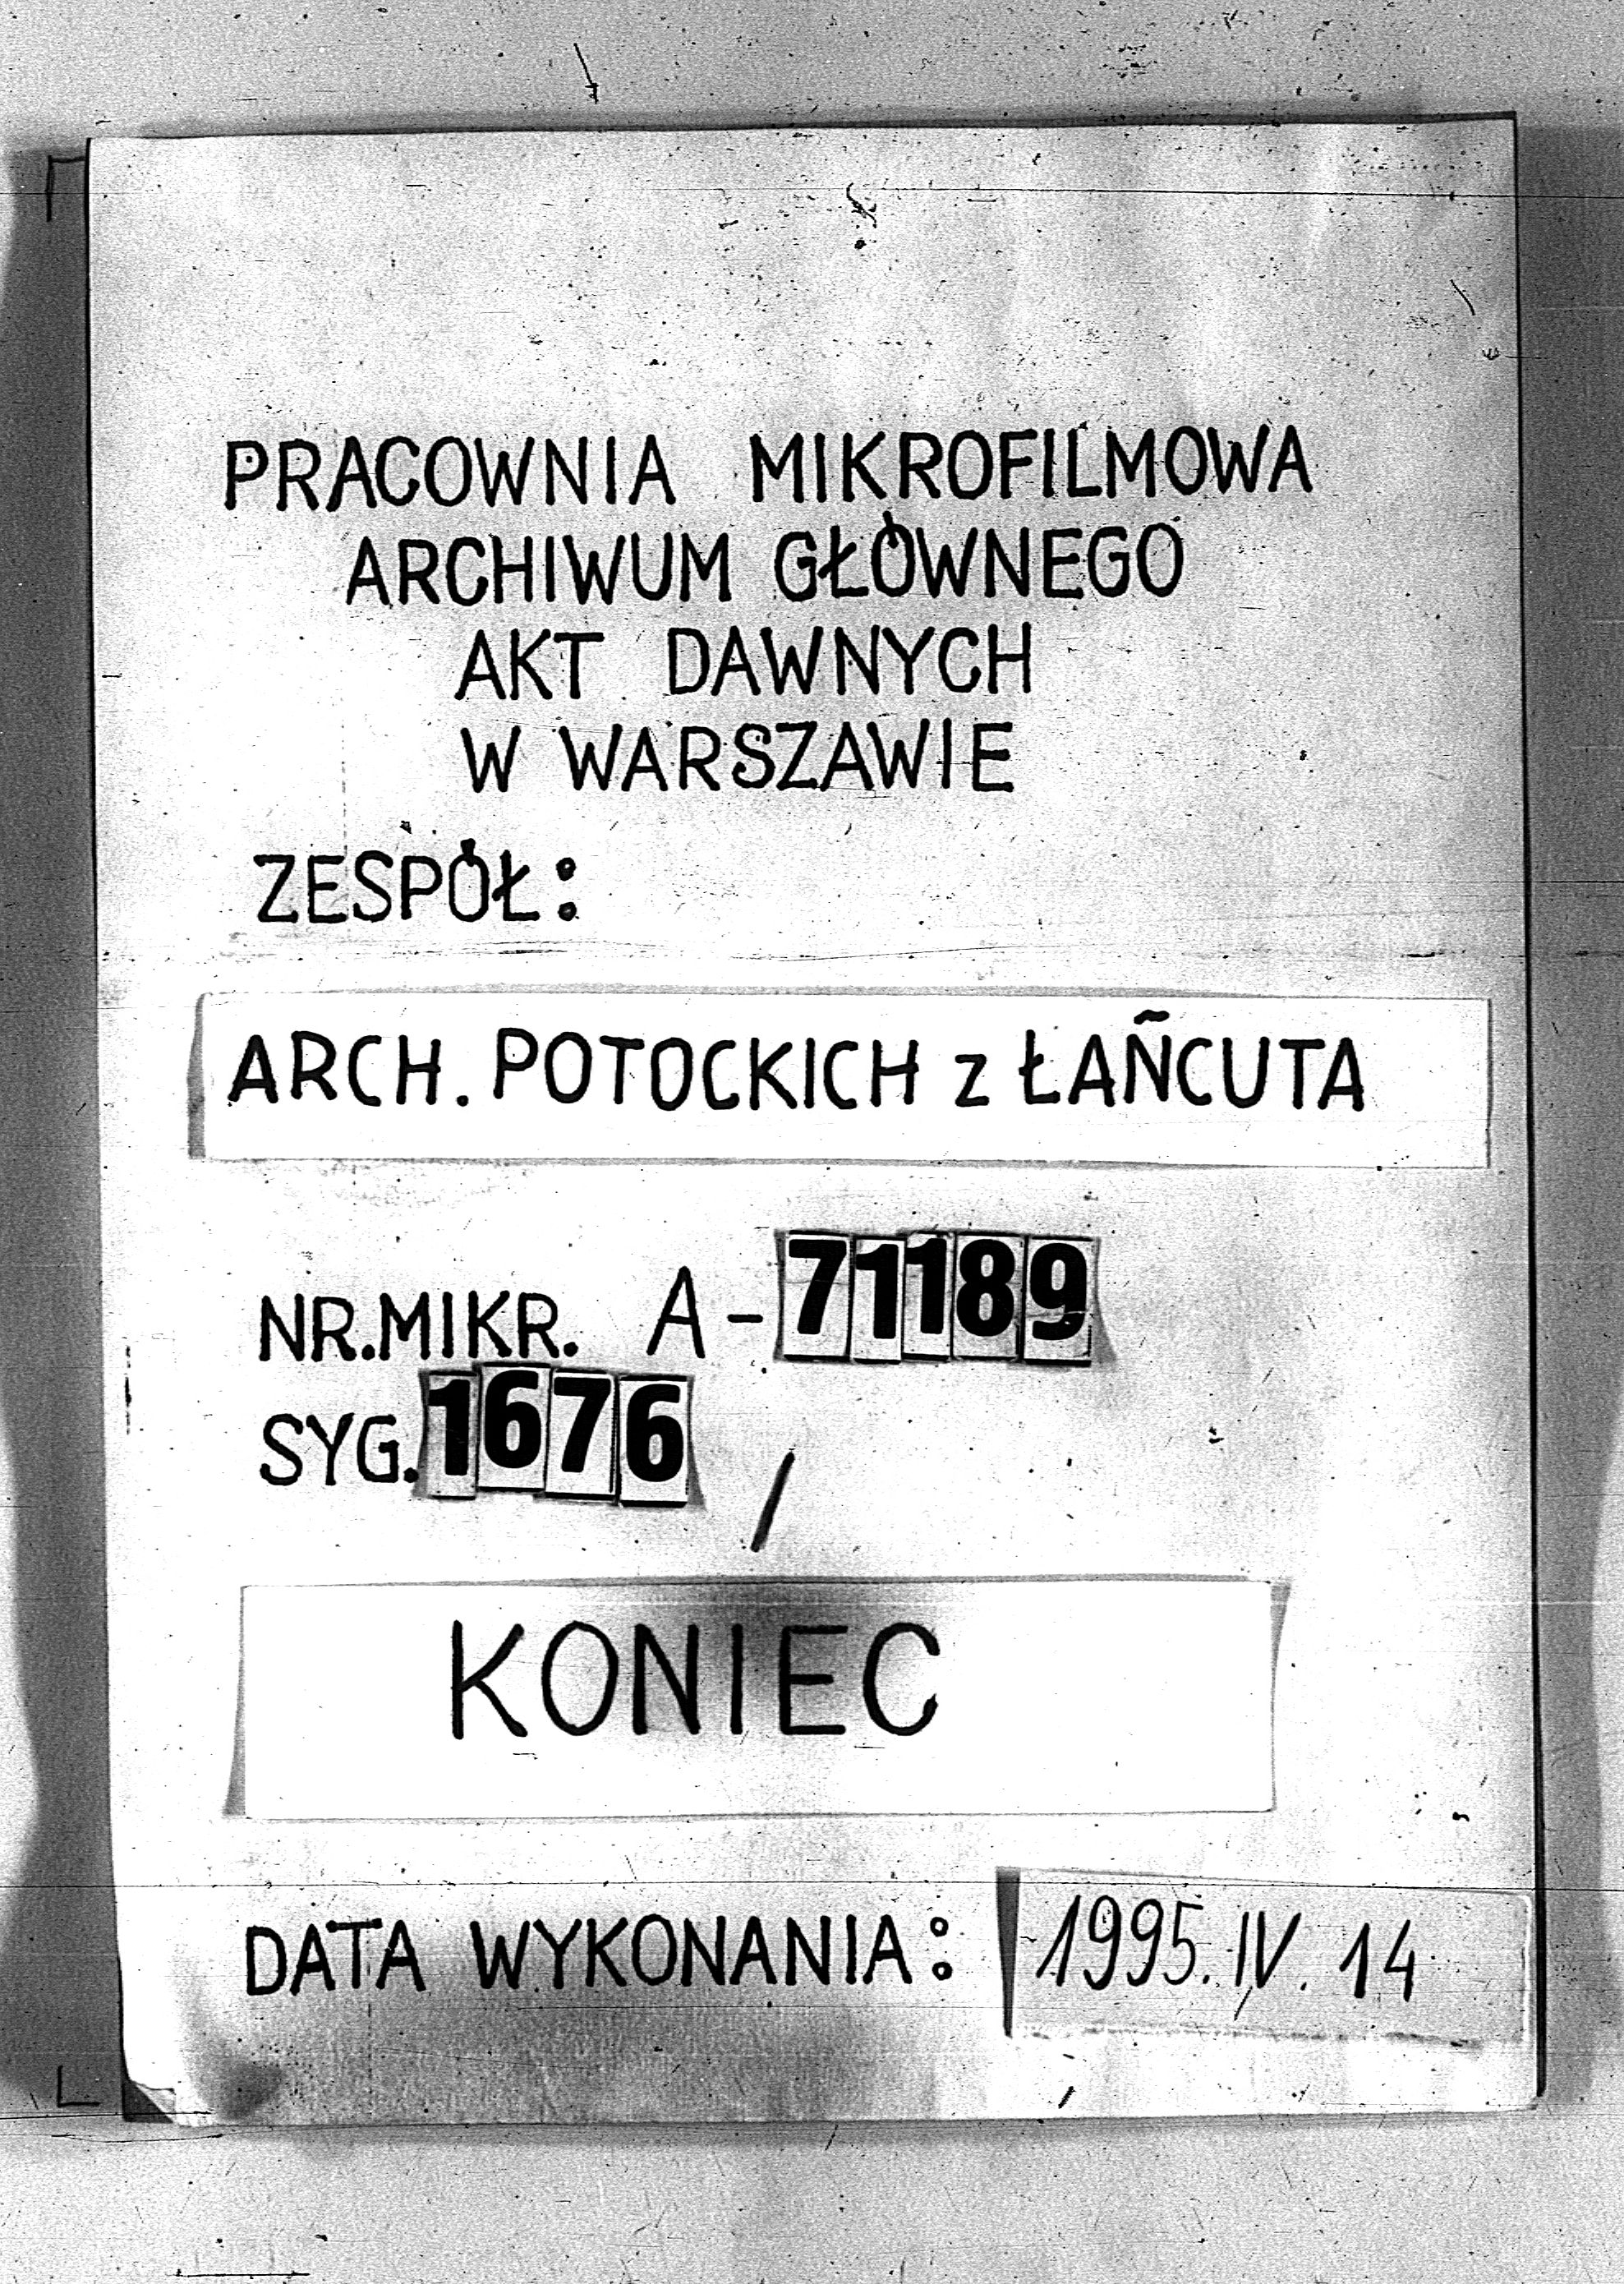 PRACOWNIA MIKROFILMOWA
ARCHIWUM GŁÓWNEGO
AKT DAWNYCH
W WARSZAWIE
ZESPÓŁ:
ARCH. POTOCKICH z ŁAŃCUTA
NR.MIKR. A-71189
SYG. 1676 /
KONIEC
DATA WYKONANIA: 1995.IV.14